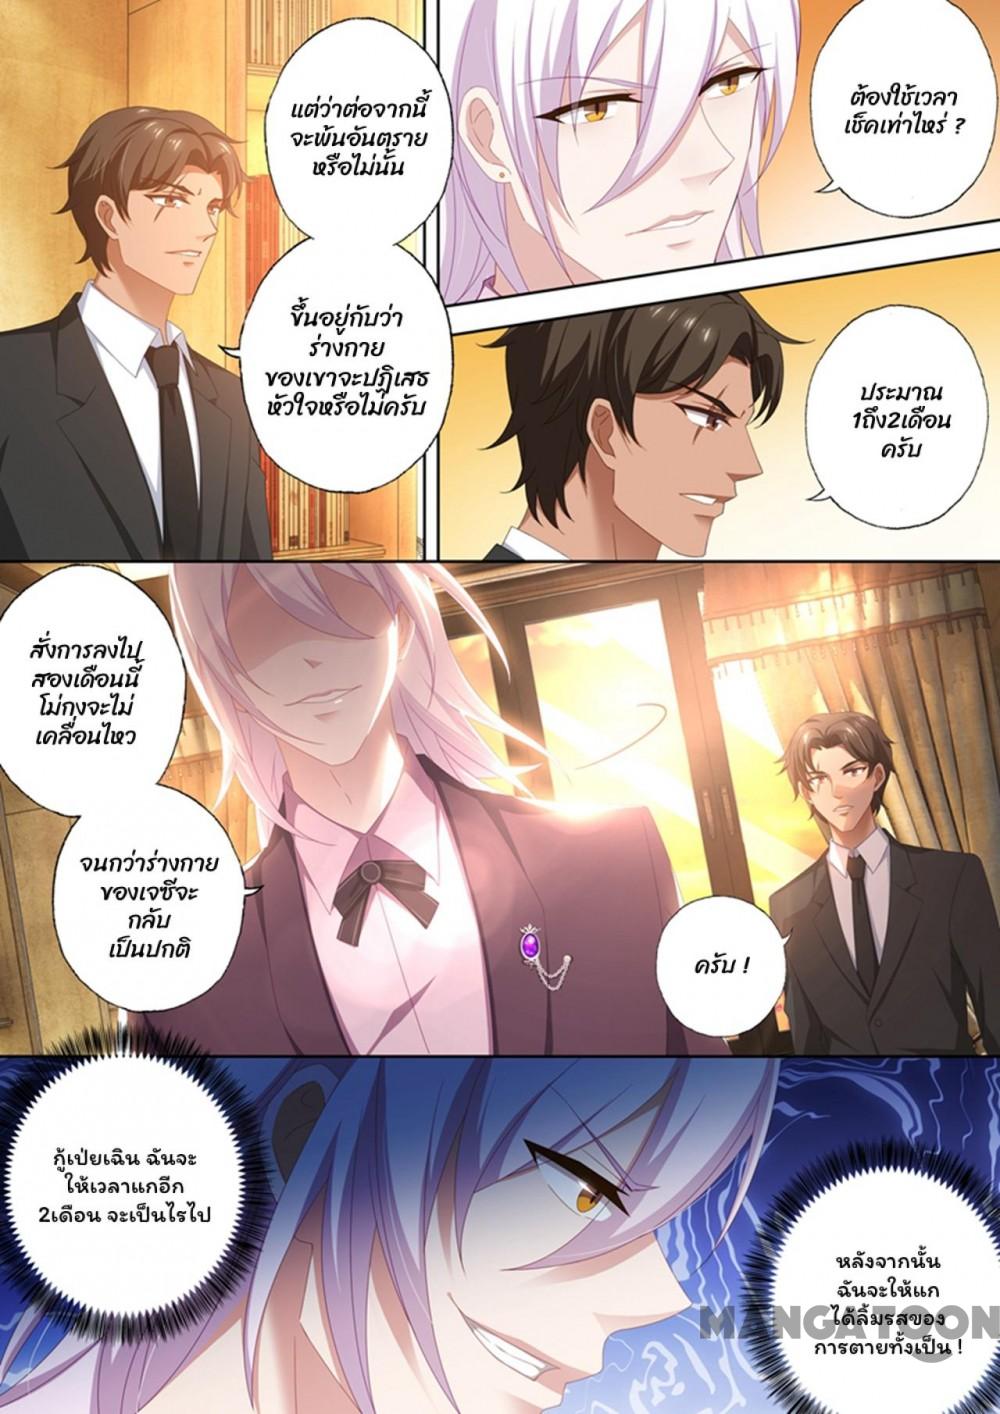 แต่ว่าต่อจากนี้
จะพ้นอันตราย
หรือไม่นั้น
ขึ้นอยู่กับว่า
ร่างกาย
ของเขาจะปฏิเสธ
หัวใจหรือไม่ครับ
ต้องใช้เวลา
เช็คเท่าไหร่ ?
ประมาณ
1ถึง2เดือน
ครับ
สั่งการลงไป
สองเดือนนี้
โม่กงจะไม่
เคลื่อนไหว
จนกว่าร่างกาย
ของเจซีจะ
กลับ
เป็นปกติ
ครับ !
กู้เป่ยเฉิน ฉันจะ
ให้เวลาแกอีก
2เดือน จะเป็นไรไป
หลังจากนั้น
ฉันจะให้แก
ได้ลิ้มรสของ
การตายทั้งเป็น !
MANGATOON